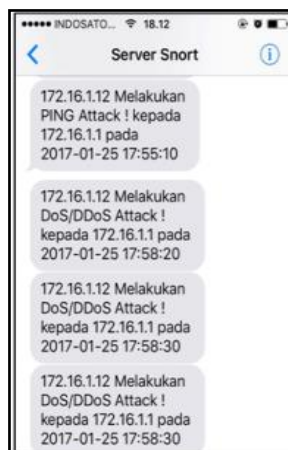 INDOSATO... 18.12
Server Snort
172.16.1.12 Melakukan
PING Attack ! kepada
172.16.1.1 pada
2017-01-25 17:55:10
172.16.1.12 Melakukan
DoS/DDoS Attack !
kepada 172.16.1.1 pada
2017-01-25 17:58:20
172.16.1.12 Melakukan
DoS/DDoS Attack !
kepada 172.16.1.1 pada
2017-01-25 17:58:30
172.16.1.12 Melakukan
DoS/DDoS Attack !
kepada 172.16.1.1 pada
2017-01-25 17:58:30